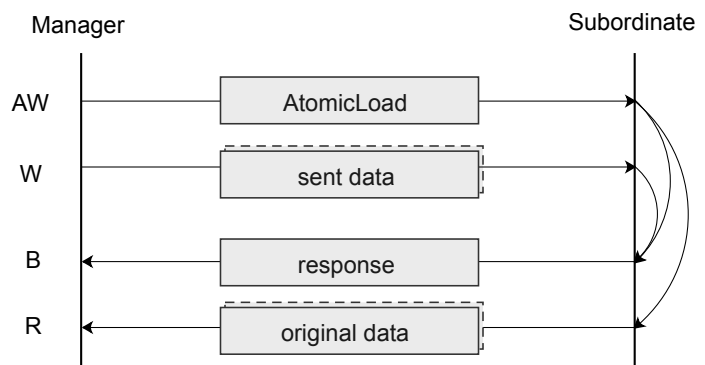 Manager
Subordinate
AW
AtomicLoad
W
sent data
B
response
R
original data